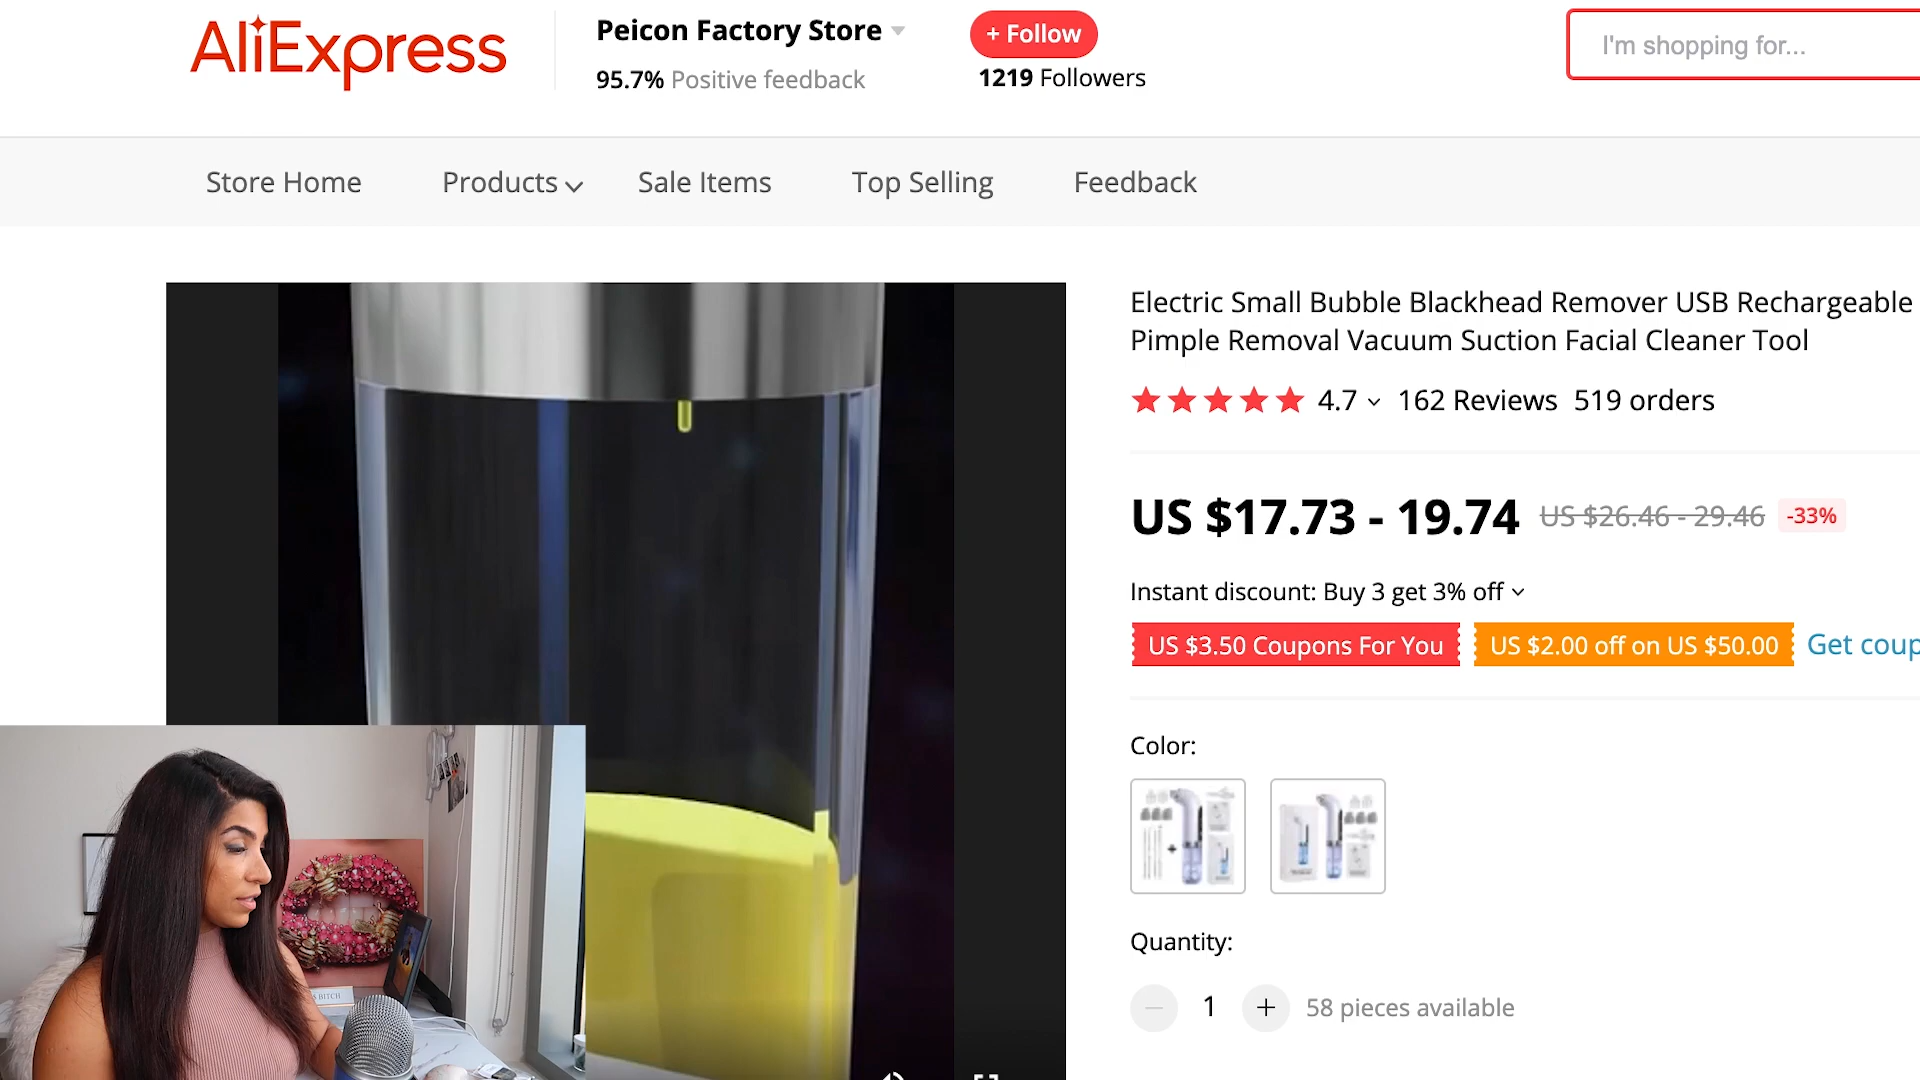 AliExpress
Peicon Factory Store
95.7% Positive feedback
+ Follow
1219 Followers
I'm shopping for...
Store Home
Products
Sale Items
Top Selling
Feedback
Electric Small Bubble Blackhead Remover USB Rechargeable
Pimple Removal Vacuum Suction Facial Cleaner Tool
4.7
162 Reviews
519 orders
US $17.73 - 19.74
US $26.46 - 29.46
-33%
Instant discount: Buy 3 get 3% off
US $3.50 Coupons For You
US $2.00 off on US $50.00
Get coup
Color:
Quantity:
1
+
58 pieces available
BITCH